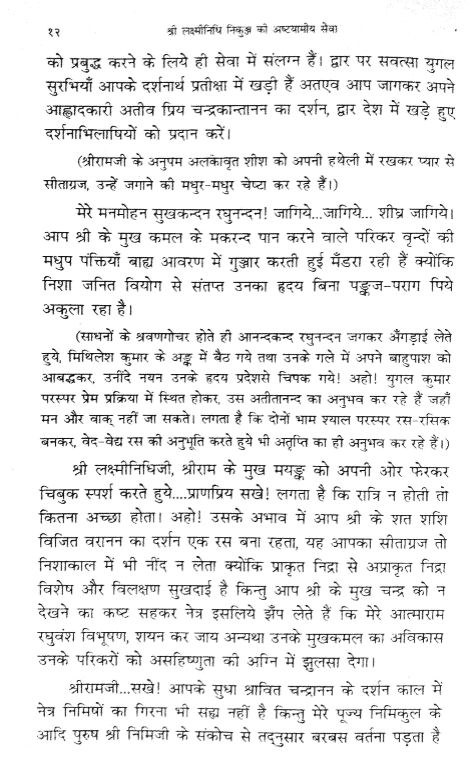 १२ श्री लक्ष्मीनिधि निकुञ्ज की अष्टयामीय सेवा
को प्रबुद्ध करने के लिये ही सेवा में संलग्न हैं। द्वार पर सवत्सा युगल
सुरभियाँ आपके दर्शनार्थ प्रतीक्षा में खड़ी हैं अतएव आप जागकर अपने
आह्लादकारी अतीव प्रिय चन्द्रकान्तानन का दर्शन, द्वार देश में खड़े हुए
दर्शनाभिलाषियों को प्रदान करें।
(श्रीरामजी के अनुपम अलकावृत शीश को अपनी हथेली में रखकर प्यार से
सीताग्रज, उन्हें जगाने की मधुर-मधुर चेष्टा कर रहे हैं।)
मेरे मनमोहन सुखकन्दन रघुनन्दन! जागिये...जागिये... शीघ्र जागिये।
आप श्री के मुख कमल के मकरन्द पान करने वाले परिकर वृन्दों की
मधुप पंक्तियाँ बाह्य आवरण में गुञ्जार करती हुई मँडरा रही हैं क्योंकि
निशा जनित वियोग से संतप्त उनका हृदय बिना पङ्कज-पराग पिये
अकुला रहा है।
(साधनों के श्रवणगोचर होते ही आनन्दकन्द रघुनन्दन जगकर अँगड़ाई लेते
हुये, मिथिलेश कुमार के अङ्क में बैठ गये तथा उनके गले में अपने बाहुपाश को
आबद्धकर, उनींदे नयन उनके हृदय प्रदेशसे चिपक गये! अहो! युगल कुमार
परस्पर प्रेम प्रक्रिया में स्थित होकर, उस अतीतानन्द का अनुभव कर रहे हैं जहाँ
मन और वाक् नहीं जा सकते। लगता है कि दोनों भाम श्याल परस्पर रस-रसिक
बनकर, वेद-वेद्य रस की अनुभूति करते हुये भी अतृप्ति का ही अनुभव कर रहे हैं।)
श्री लक्ष्मीनिधिजी, श्रीराम के मुख मयङ्क को अपनी ओर फेरकर
चिबुक स्पर्श करते हुये....प्राणप्रिय सखे! लगता है कि रात्रि न होती तो
कितना अच्छा होता। अहो! उसके अभाव में आप श्री के शत शशि
विजित वरानन का दर्शन एक रस बना रहता, यह आपका सीताग्रज तो
निशाकाल में भी नींद न लेता क्योंकि प्राकृत निद्रा से अप्राकृत निद्रा
विशेष और विलक्षण सुखदाई है किन्तु आप श्री के मुख चन्द्र को न
देखने का कष्ट सहकर नेत्र इसलिये झँप लेते हैं कि मेरे आत्माराम
रघुवंश विभूषण, शयन कर जाय अन्यथा उनके मुखकमल का अविकास
उनके परिकरों को असहिष्णुता की अग्नि में झुलसा देगा।
श्रीरामजी...सखे! आपके सुधा श्रावित चन्द्रानन के दर्शन काल में
नेत्र निमिषों का गिरना भी सह्य नहीं है किन्तु मेरे पूज्य निमिकुल के
आदि पुरुष श्री निमिजी के संकोच से तद्नुसार बरबस वर्तना पड़ता है